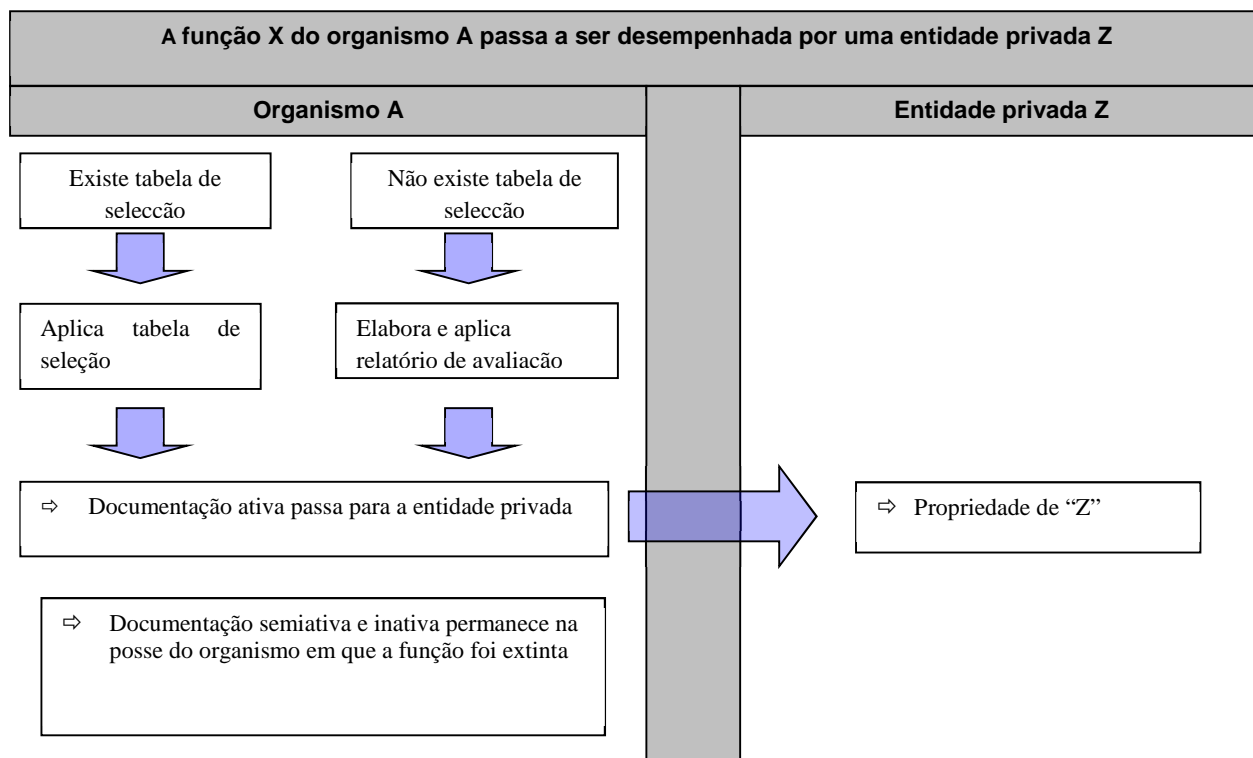 A função X do organismo A passa a ser desempenhada por uma entidade privada Z
Organismo A
Entidade privada Z
Existe tabela de
seleccão
Não existe tabela de
seleccão
Aplica tabela de
seleção
Elabora e aplica
relatório de avaliacão
⇨ Documentação ativa passa para a entidade privada
⇨ Propriedade de “Z”
⇨ Documentação semiativa e inativa permanece na
posse do organismo em que a função foi extinta